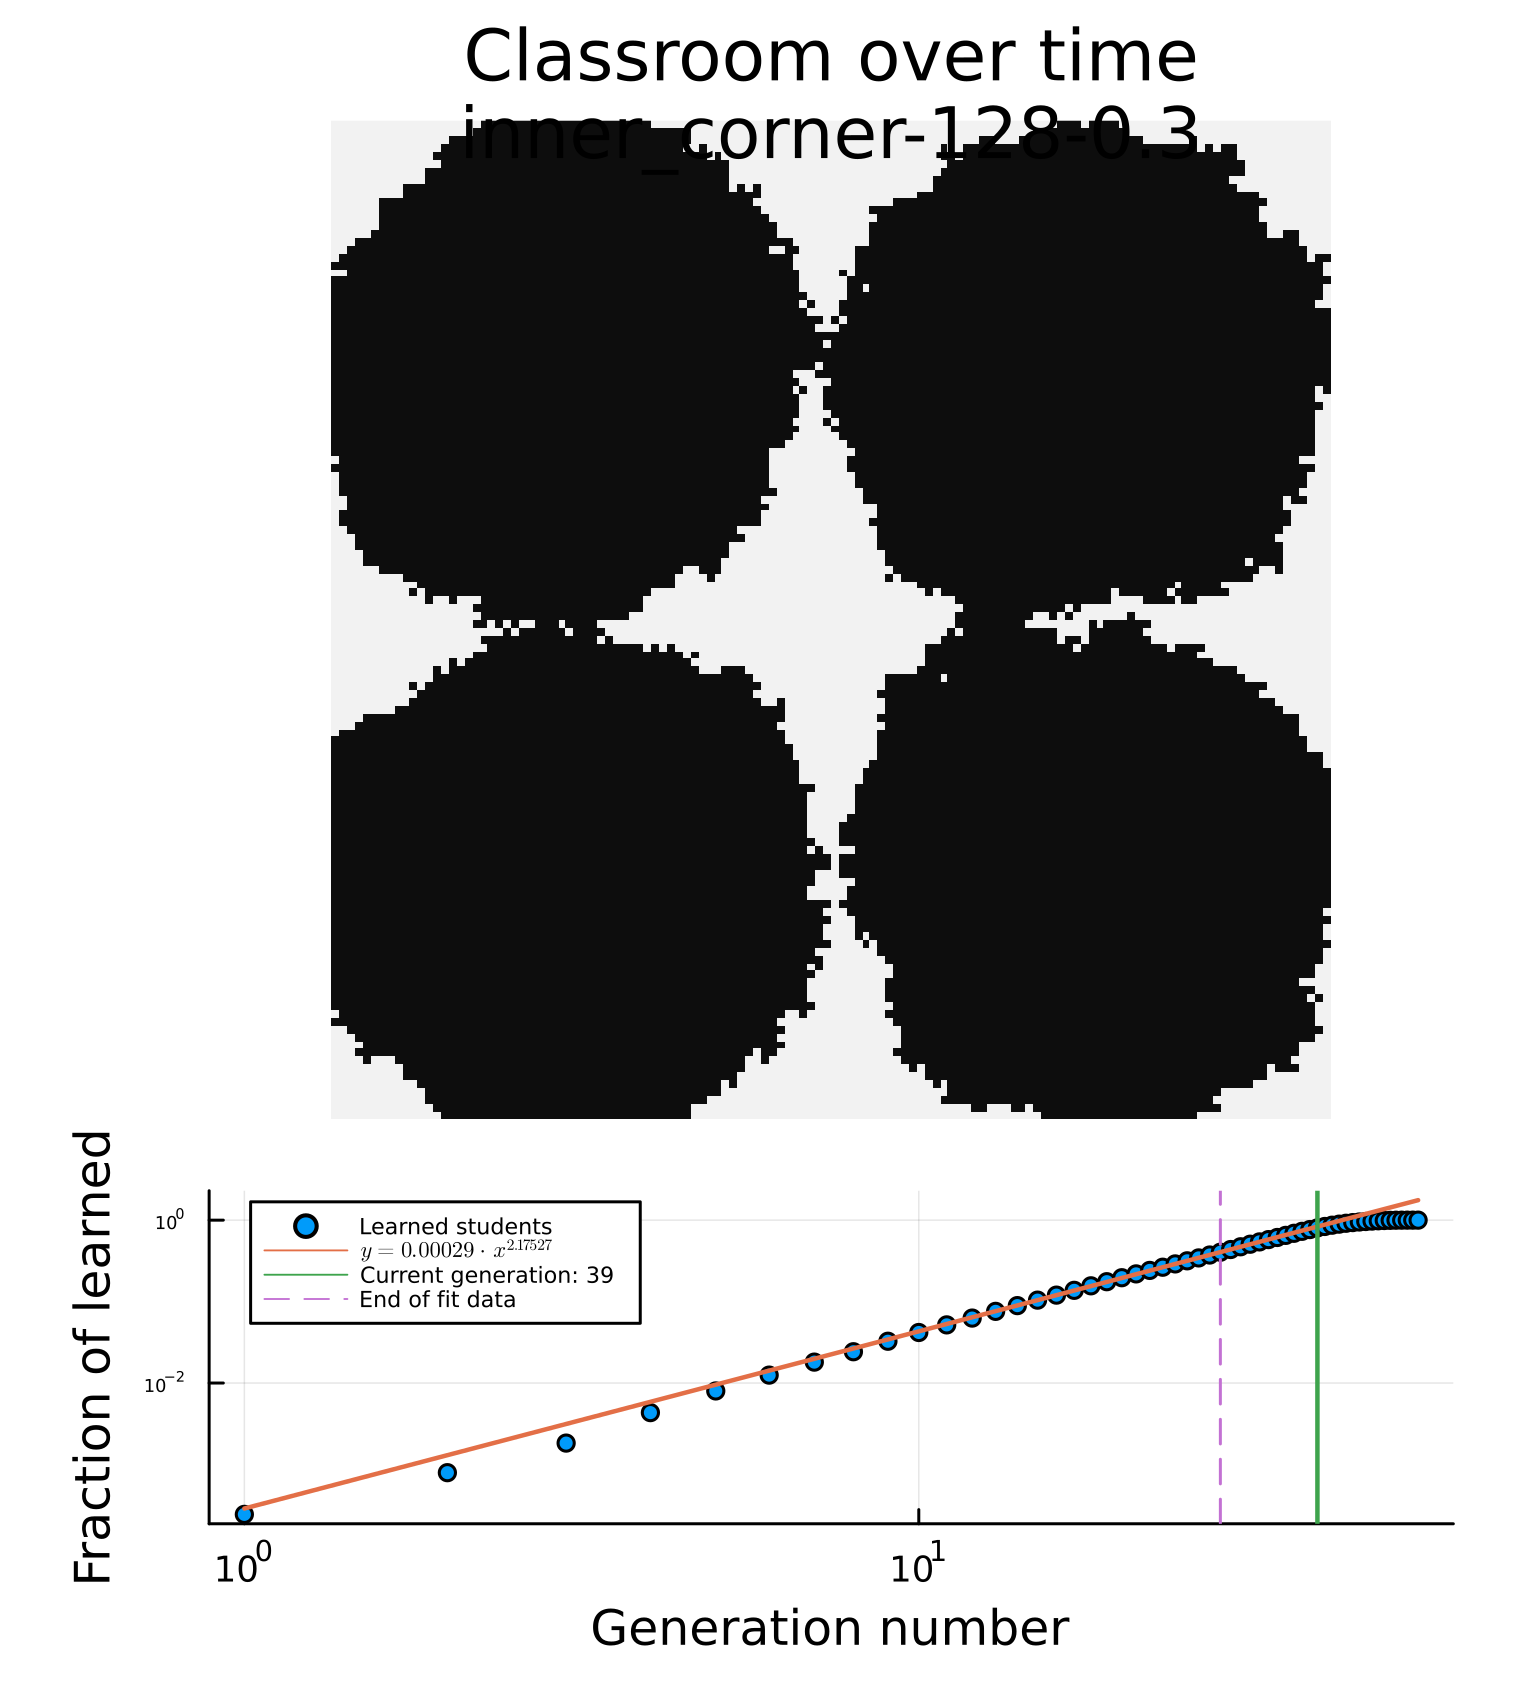 Classroom over time
inner_corner-128-0.3
Fraction of learned
10^0
10^-2
Learned students
y = 0.00029 · x^2.17527
Current generation: 39
End of fit data
10^0
10^1
Generation number